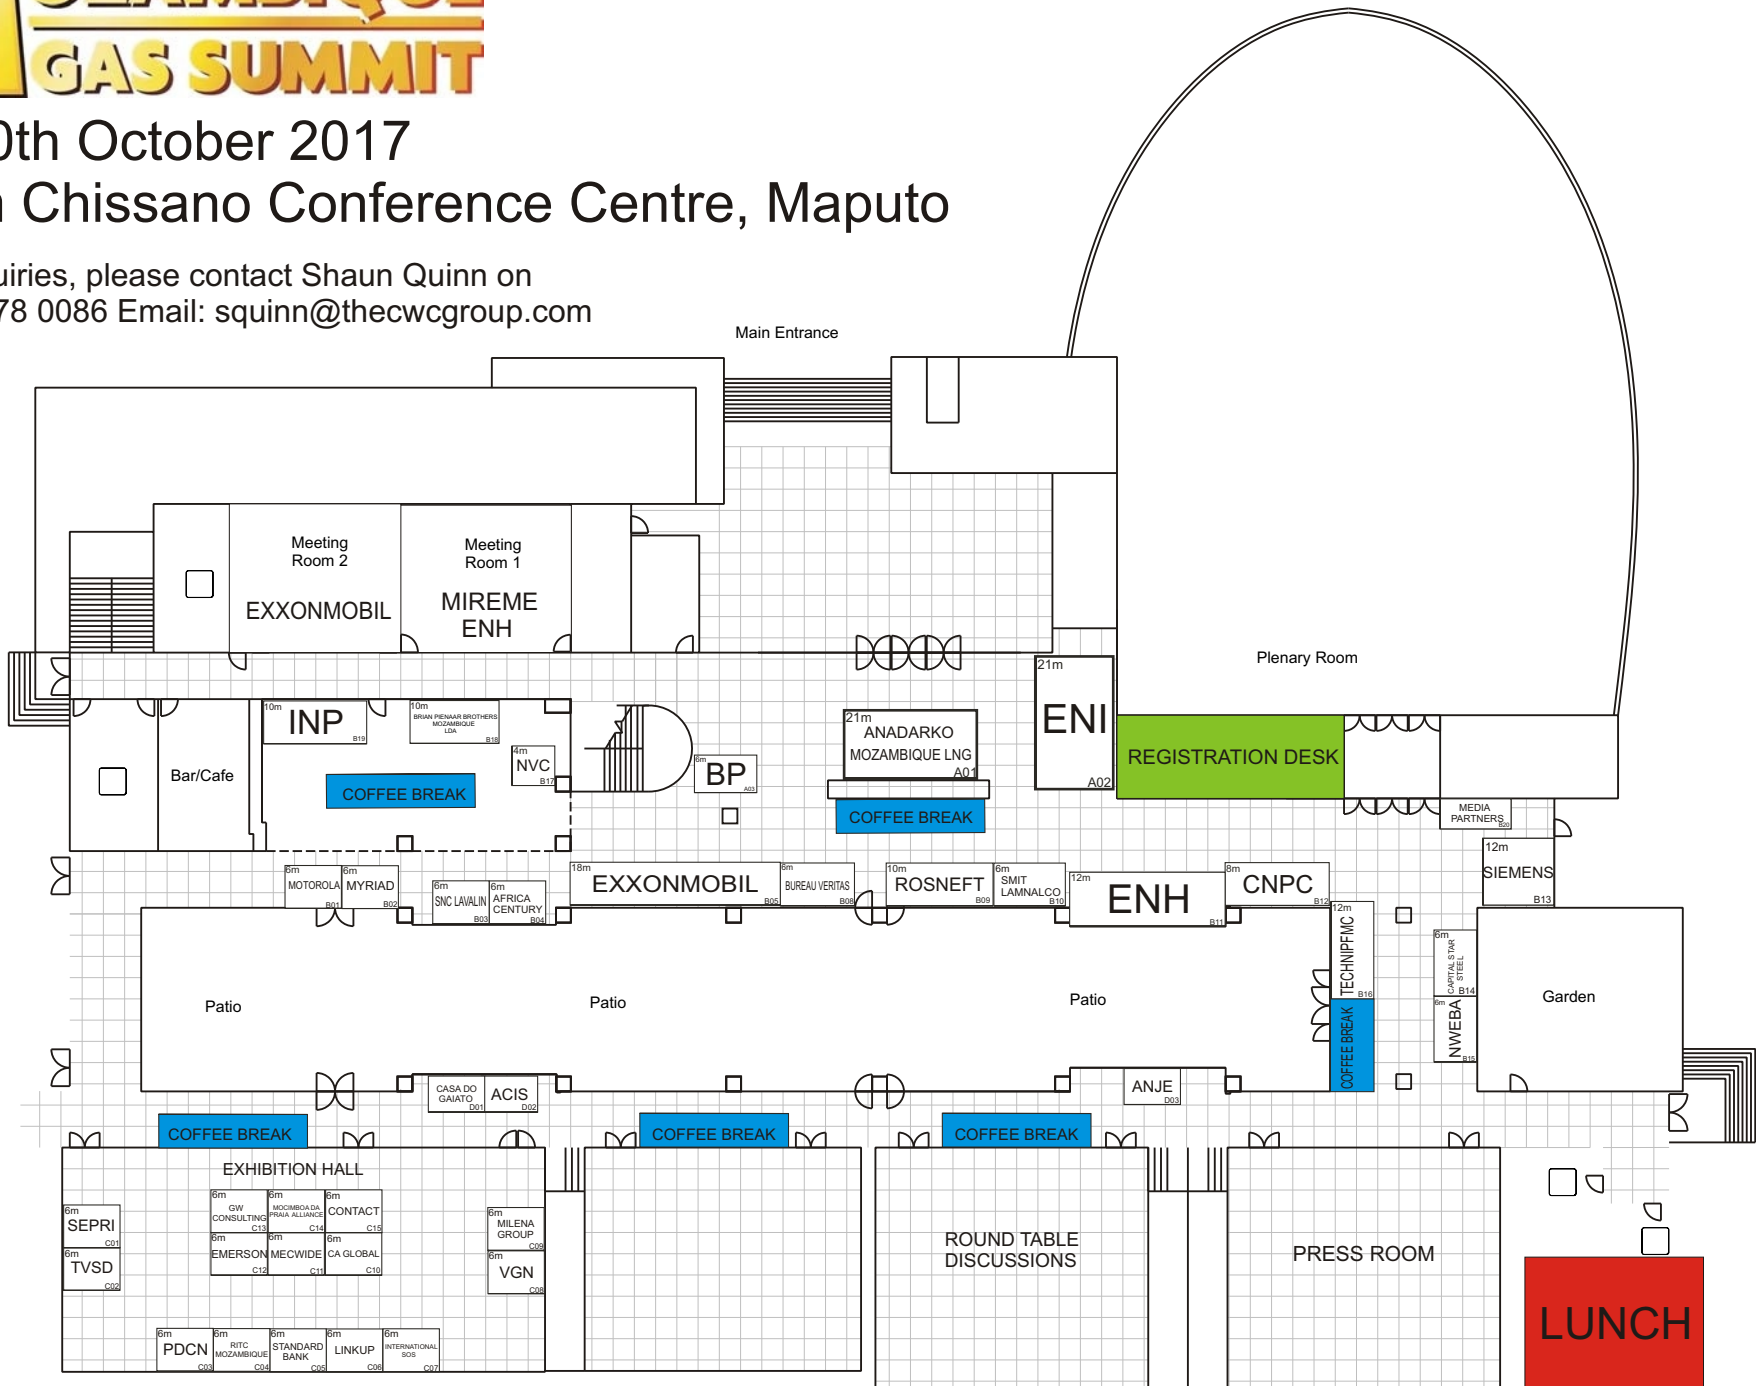 GAS SUMMIT
0th October 2017
Chissano Conference Centre, Maputo
please contact Shaun Quinn on
78 0086 Email: squinn@thecwcgroup.com
Main Entrance
Meeting
Room 2
EXXONMOBIL
Meeting
Room 1
MIREME
ENH
Plenary Room
21m
ENI
A02
REGISTRATION DESK
10m
INP
B19
10m
BRIAN PIENAAR BROTHERS
MOZAMBIQUE
LDA
B18
4m
NVC
B17
Bar/Cafe
COFFEE BREAK
6m
BP
A03
21m
ANADARKO
MOZAMBIQUE LNG
A01
COFFEE BREAK
MEDIA
PARTNERS
B20
12m
SIEMENS
B13
6m
MOTOROLA
B01
6m
MYRIAD
B02
6m
SNC LAVALIN
B03
6m
AFRICA
CENTURY
B04
18m
EXXONMOBIL
B05
6m
BUREAU VERITAS
B08
10m
ROSNEFT
B09
6m
SMIT
LAMNALCO
B10
12m
ENH
B11
8m
CNPC
B12
12m
TECHNIPFMC
B16
COFFEE BREAK
6m
CAPITAL STAR
STEEL
B14
6m
NWEBA
B15
Garden
Patio
Patio
Patio
CASA DO
GAIATO
D01
ACIS
D02
ANJE
D03
COFFEE BREAK
COFFEE BREAK
COFFEE BREAK
EXHIBITION HALL
6m
SEPRI
C01
6m
TVSD
C02
6m
GW
CONSULTING
C13
6m
MOCIMBOA DA
PRAIA ALLIANCE
C14
6m
CONTACT
C15
6m
EMERSON
C12
6m
MECWIDE
C11
6m
CA GLOBAL
C10
6m
MILENA
GROUP
C09
6m
VGN
C08
6m
PDCN
C03
6m
RITC
MOZAMBIQUE
C04
6m
STANDARD
BANK
C05
6m
LINKUP
C06
6m
INTERNATIONAL
SOS
C07
ROUND TABLE
DISCUSSIONS
PRESS ROOM
LUNCH